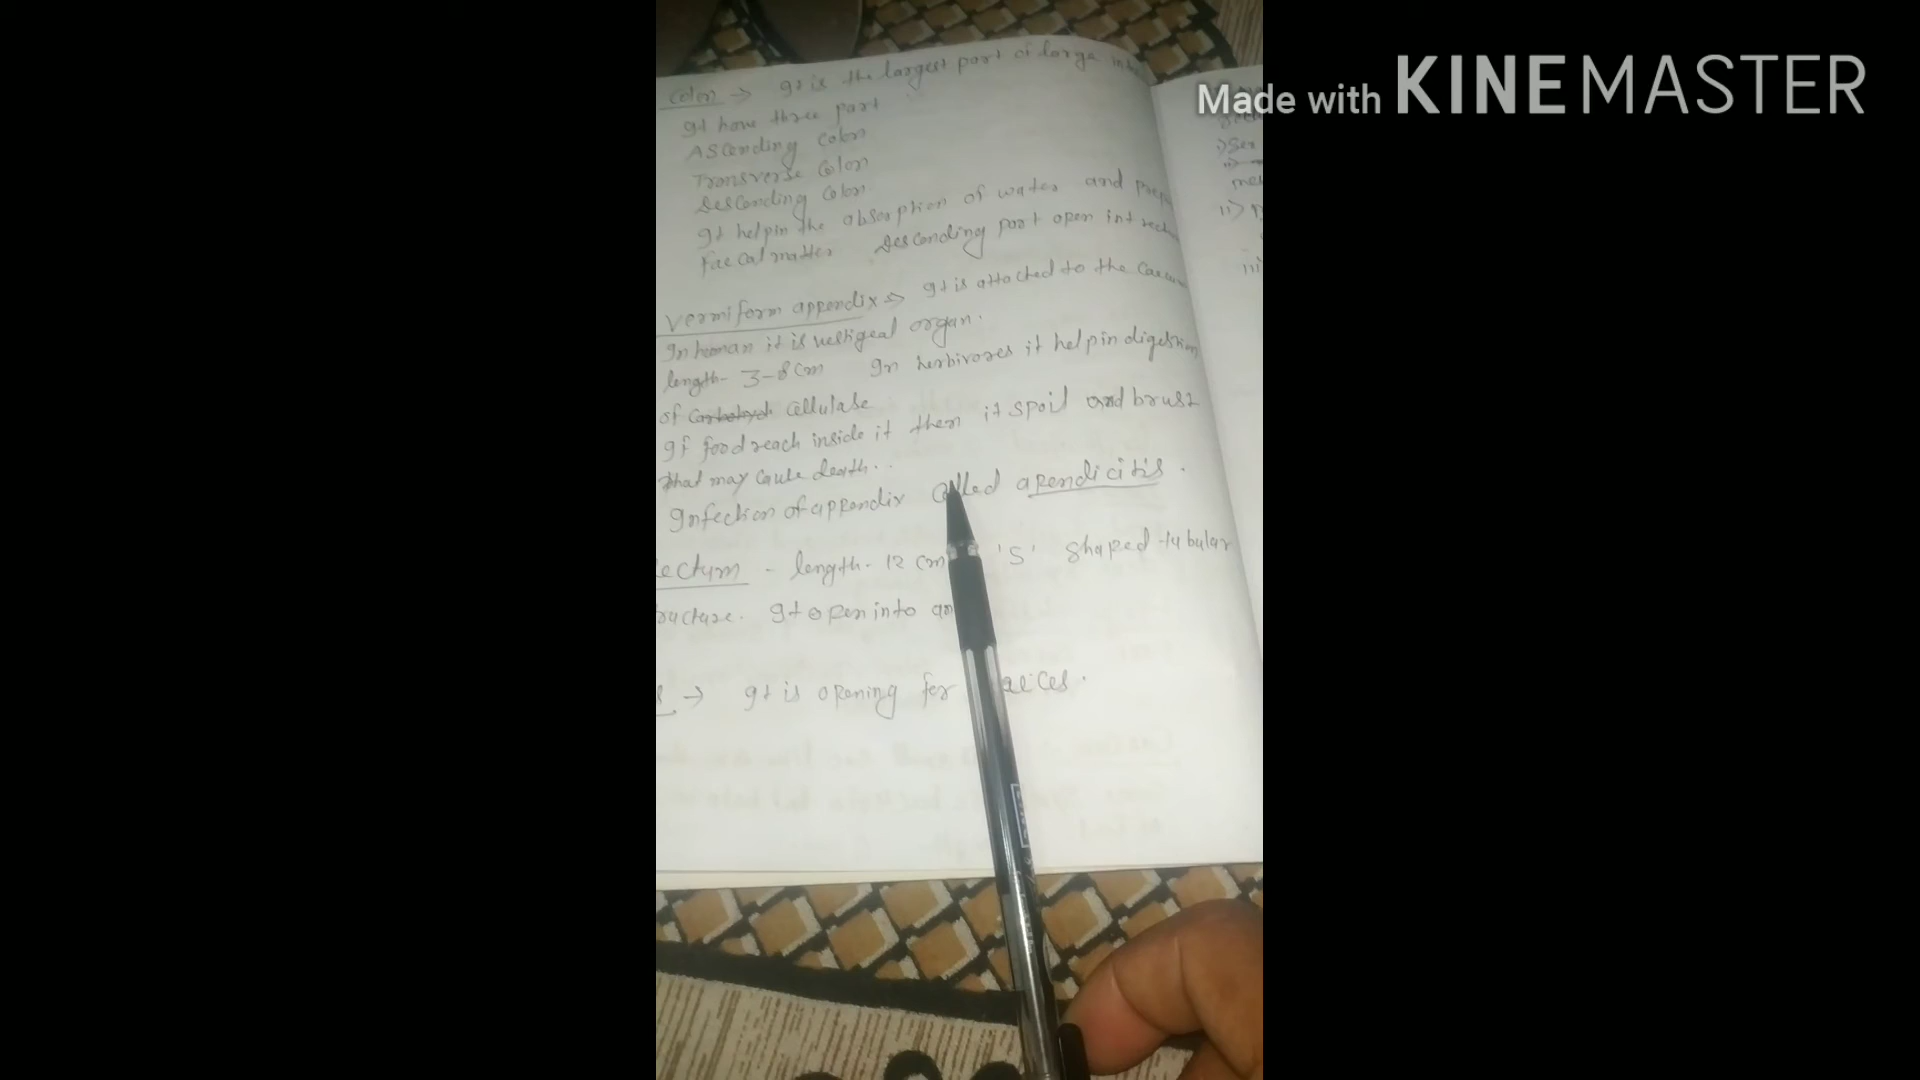 Made with KINEMASTER
Colon → It is the largest part of large
It have three part
Ascending colon
Transverse colon
Descending colon
It help in the absorption of water and
Faecal matter Descending part open int
Vermiform appendix → It is attached to the
In human it is vestigeal organ.
length - 3-8 cm In herbivores it help in digestion
of cellulase
If food reach inside it then it spoil and brust
that may cause death..
Infection of appendix called apendicitis.
ectum - length - 12 cm 'S' shaped tubular
ructure. It open into an
s → It is opening for aeces.